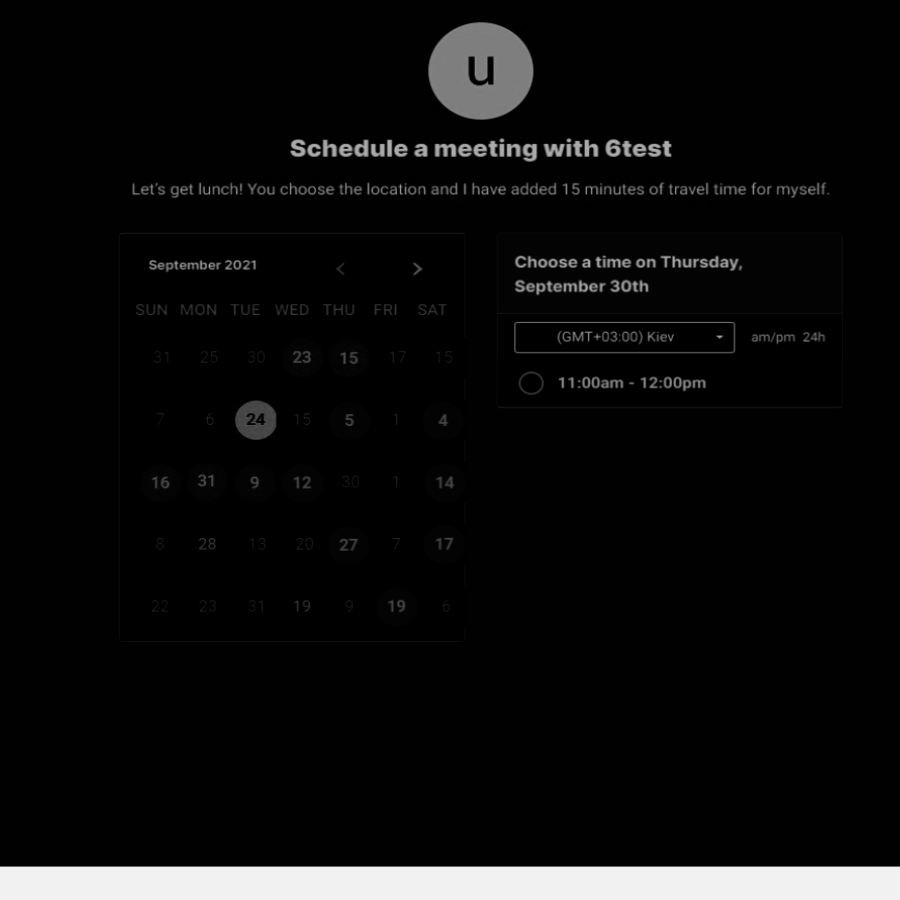 u
Schedule a meeting with 6test
Let's get lunch! You choose the location and I have added 15 minutes of travel time for myself.
September 2021
SUN MON TUE WED THU FRI SAT
31 25 30 23 15 17 15
7 6 24 15 5 1 4
16 31 9 12 30 1 14
8 28 13 20 27 7 17
22 23 31 19 9 19 6
Choose a time on Thursday,
September 30th
(GMT+03:00) Kiev
am/pm 24h
11:00am - 12:00pm